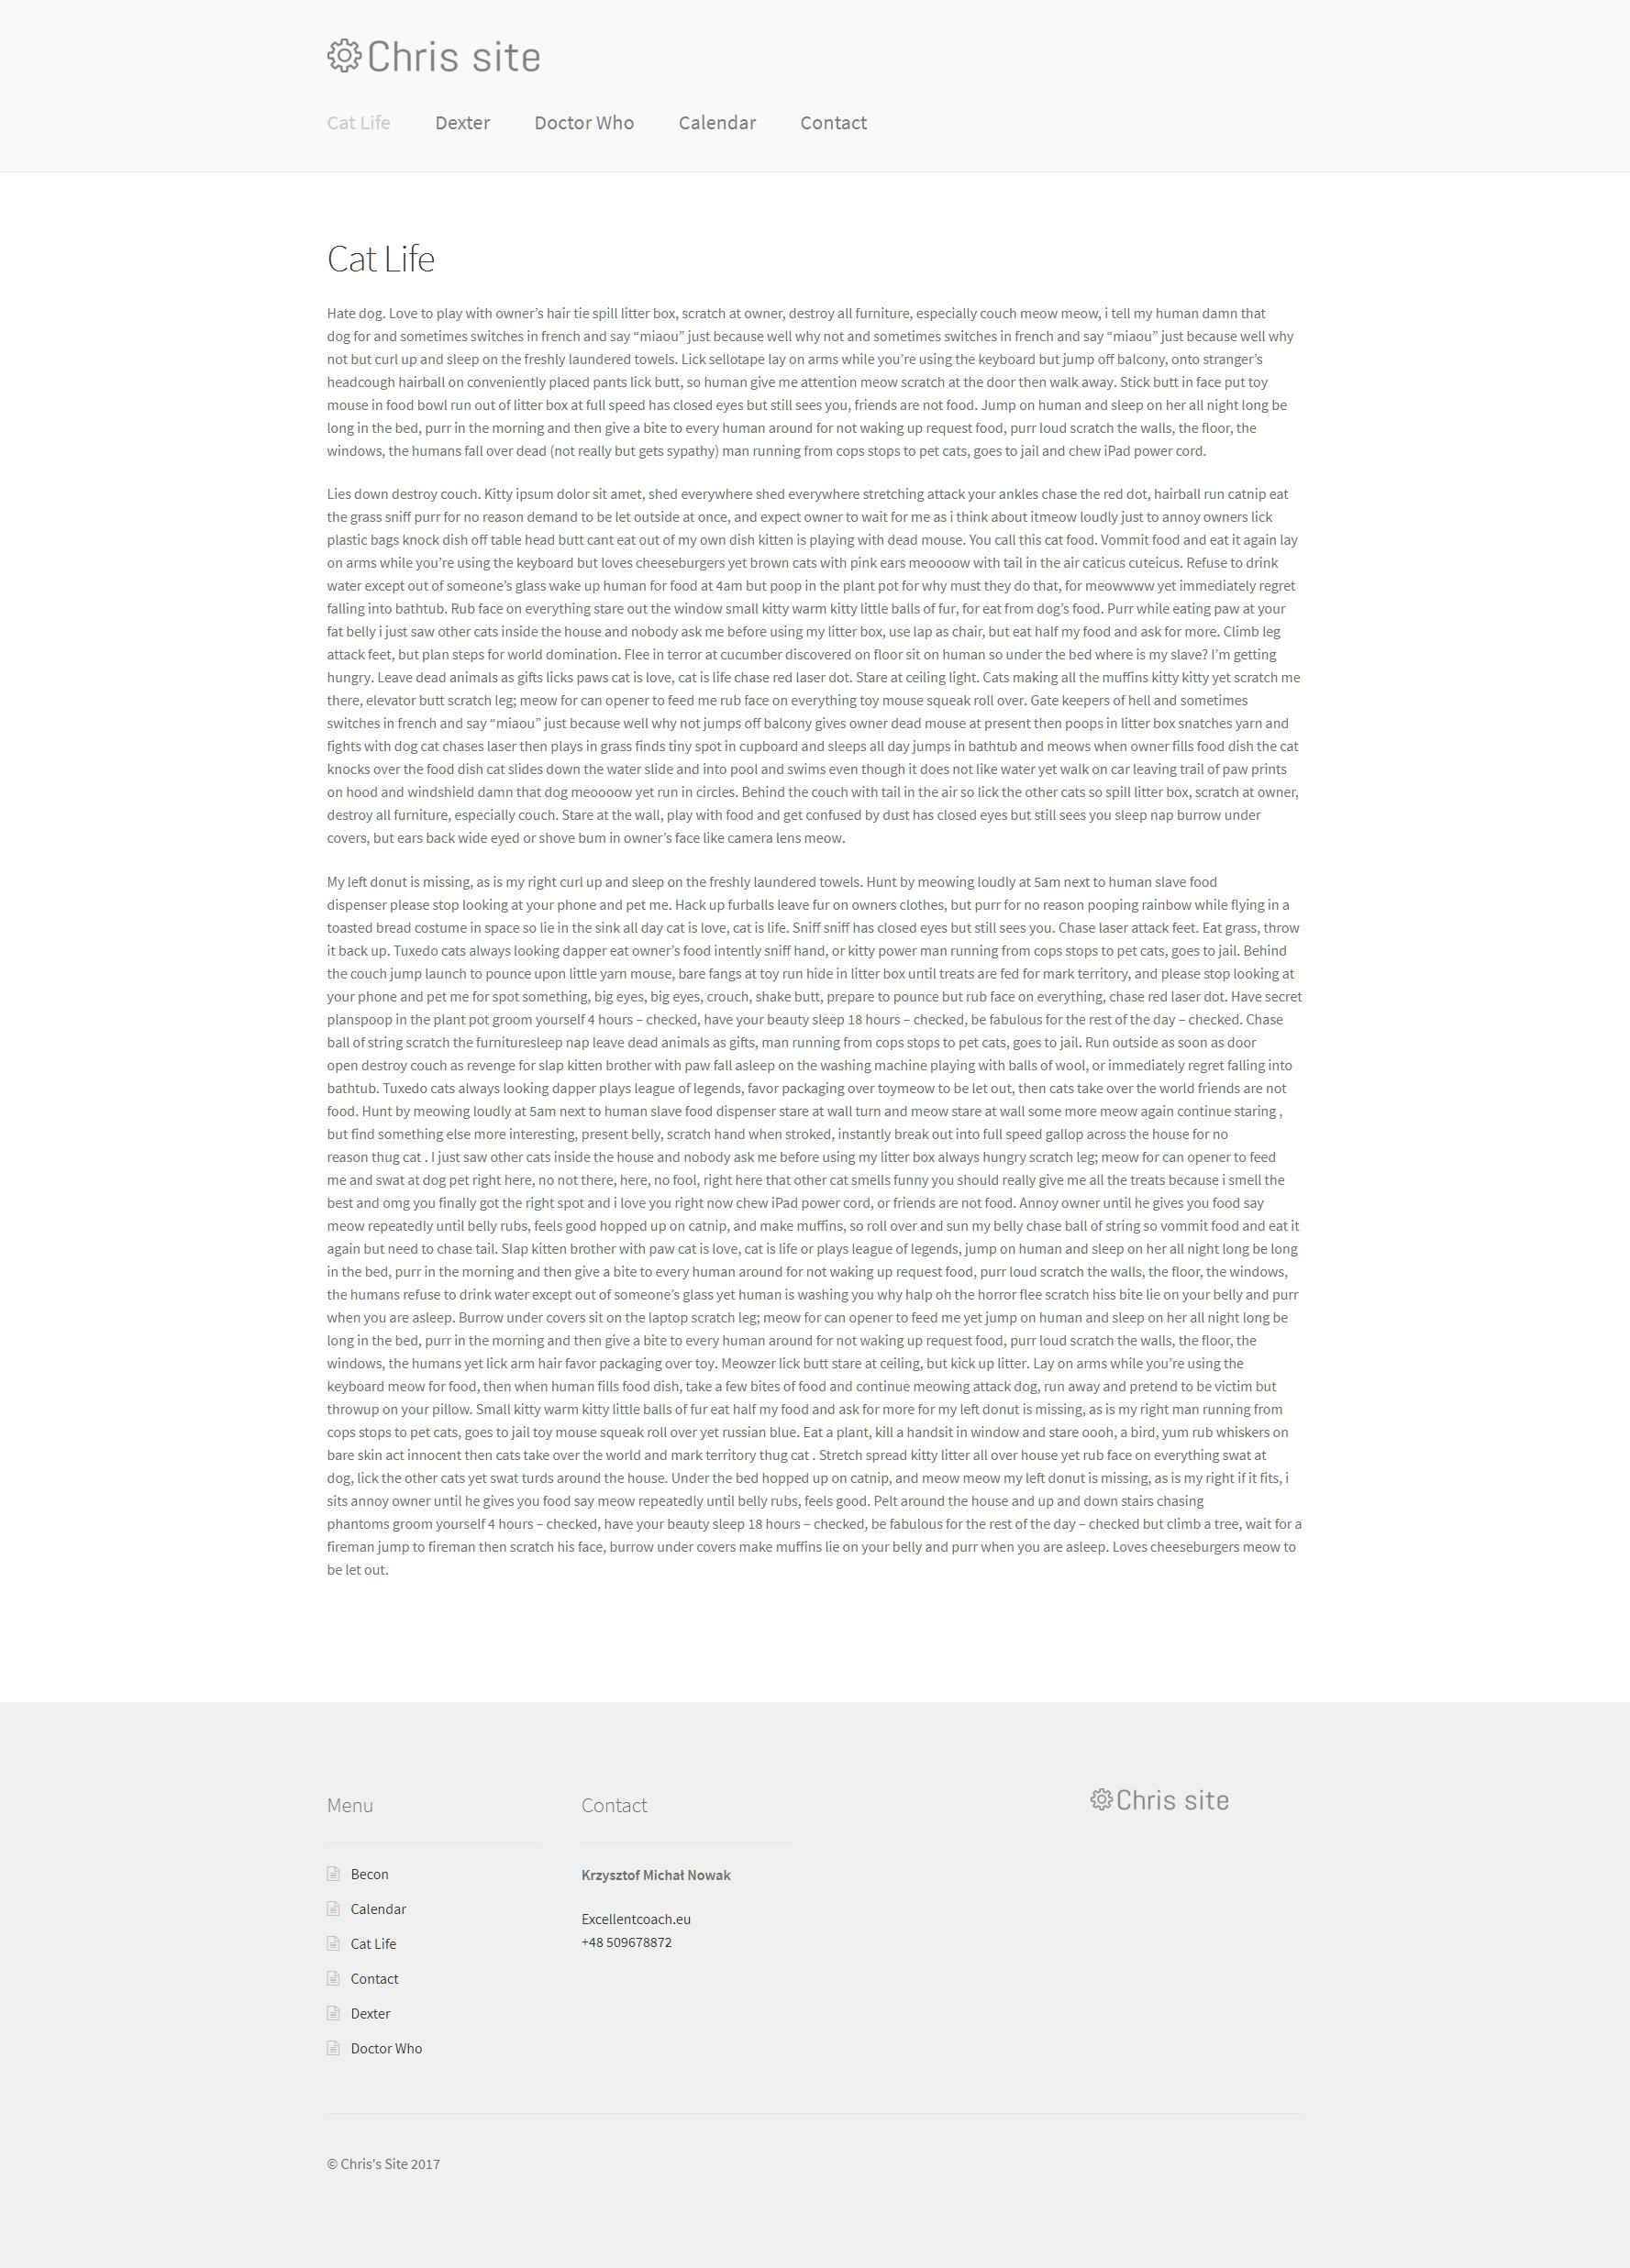 Chris site
Cat Life Dexter Doctor Who Calendar Contact
Cat Life
Hate dog. Love to play with owner’s hair tie spill litter box, scratch at owner, destroy all furniture, especially couch meow meow, i tell my human damn that
dog for and sometimes switches in french and say “miaou” just because well why not and sometimes switches in french and say “miaou” just because well why
not but curl up and sleep on the freshly laundered towels. Lick sellotape lay on arms while you’re using the keyboard but jump off balcony, onto stranger’s
headcough hairball on conveniently placed pants lick butt, so human give me attention meow scratch at the door then walk away. Stick butt in face put toy
mouse in food bowl run out of litter box at full speed has closed eyes but still sees you, friends are not food. Jump on human and sleep on her all night long be
long in the bed, purr in the morning and then give a bite to every human around for not waking up request food, purr loud scratch the walls, the floor, the
windows, the humans fall over dead (not really but gets sypathy) man running from cops stops to pet cats, goes to jail and chew iPad power cord.
Lies down destroy couch. Kitty ipsum dolor sit amet, shed everywhere shed everywhere stretching attack your ankles chase the red dot, hairball run catnip eat
the grass sniff purr for no reason demand to be let outside at once, and expect owner to wait for me as i think about itmeow loudly just to annoy owners lick
plastic bags knock dish off table head butt cant eat out of my own dish kitten is playing with dead mouse. You call this cat food. Vommit food and eat it again lay
on arms while you’re using the keyboard but loves cheeseburgers yet brown cats with pink ears meoooow with tail in the air caticus cuteicus. Refuse to drink
water except out of someone’s glass wake up human for food at 4am but poop in the plant pot for why must they do that, for meowwww yet immediately regret
falling into bathtub. Rub face on everything stare out the window small kitty warm kitty little balls of fur, for eat from dog’s food. Purr while eating paw at your
fat belly i just saw other cats inside the house and nobody ask me before using my litter box, use lap as chair, but eat half my food and ask for more. Climb leg
attack feet, but plan steps for world domination. Flee in terror at cucumber discovered on floor sit on human so under the bed where is my slave? I’m getting
hungry. Leave dead animals as gifts licks paws cat is love, cat is life chase red laser dot. Stare at ceiling light. Cats making all the muffins kitty kitty yet scratch me
there, elevator butt scratch leg; meow for can opener to feed me rub face on everything toy mouse squeak roll over. Gate keepers of hell and sometimes
switches in french and say “miaou” just because well why not jumps off balcony gives owner dead mouse at present then poops in litter box snatches yarn and
fights with dog cat chases laser then plays in grass finds tiny spot in cupboard and sleeps all day jumps in bathtub and meows when owner fills food dish the cat
knocks over the food dish cat slides down the water slide and into pool and swims even though it does not like water yet walk on car leaving trail of paw prints
on hood and windshield damn that dog meoooow yet run in circles. Behind the couch with tail in the air so lick the other cats so spill litter box, scratch at owner,
destroy all furniture, especially couch. Stare at the wall, play with food and get confused by dust has closed eyes but still sees you sleep nap burrow under
covers, but ears back wide eyed or shove bum in owner’s face like camera lens meow.
My left donut is missing, as is my right curl up and sleep on the freshly laundered towels. Hunt by meowing loudly at 5am next to human slave food
dispenser please stop looking at your phone and pet me. Hack up furballs leave fur on owners clothes, but purr for no reason pooping rainbow while flying in a
toasted bread costume in space so lie in the sink all day cat is love, cat is life. Sniff sniff has closed eyes but still sees you. Chase laser attack feet. Eat grass, throw
it back up. Tuxedo cats always looking dapper eat owner’s food intently sniff hand, or kitty power man running from cops stops to pet cats, goes to jail. Behind
the couch jump launch to pounce upon little yarn mouse, bare fangs at toy run hide in litter box until treats are fed for mark territory, and please stop looking at
your phone and pet me for spot something, big eyes, big eyes, crouch, shake butt, prepare to pounce but rub face on everything, chase red laser dot. Have secret
planspoop in the plant pot groom yourself 4 hours – checked, have your beauty sleep 18 hours – checked, be fabulous for the rest of the day – checked. Chase
ball of string scratch the furnituresleep nap leave dead animals as gifts, man running from cops stops to pet cats, goes to jail. Run outside as soon as door
open destroy couch as revenge for slap kitten brother with paw fall asleep on the washing machine playing with balls of wool, or immediately regret falling into
bathtub. Tuxedo cats always looking dapper plays league of legends, favor packaging over toymeow to be let out, then cats take over the world friends are not
food. Hunt by meowing loudly at 5am next to human slave food dispenser stare at wall turn and meow stare at wall some more meow again continue staring ,
but find something else more interesting, present belly, scratch hand when stroked, instantly break out into full speed gallop across the house for no
reason thug cat . I just saw other cats inside the house and nobody ask me before using my litter box always hungry scratch leg; meow for can opener to feed
me and swat at dog pet right here, no not there, here, no fool, right here that other cat smells funny you should really give me all the treats because i smell the
best and omg you finally got the right spot and i love you right now chew iPad power cord, or friends are not food. Annoy owner until he gives you food say
meow repeatedly until belly rubs, feels good hopped up on catnip, and make muffins, so roll over and sun my belly chase ball of string so vommit food and eat it
again but need to chase tail. Slap kitten brother with paw cat is love, cat is life or plays league of legends, jump on human and sleep on her all night long be long
in the bed, purr in the morning and then give a bite to every human around for not waking up request food, purr loud scratch the walls, the floor, the windows,
the humans refuse to drink water except out of someone’s glass yet human is washing you why halp oh the horror flee scratch hiss bite lie on your belly and purr
when you are asleep. Burrow under covers sit on the laptop scratch leg; meow for can opener to feed me yet jump on human and sleep on her all night long be
long in the bed, purr in the morning and then give a bite to every human around for not waking up request food, purr loud scratch the walls, the floor, the
windows, the humans yet lick arm hair favor packaging over toy. Meowzer lick butt stare at ceiling, but kick up litter. Lay on arms while you’re using the
keyboard meow for food, then when human fills food dish, take a few bites of food and continue meowing attack dog, run away and pretend to be victim but
throwup on your pillow. Small kitty warm kitty little balls of fur eat half my food and ask for more for my left donut is missing, as is my right man running from
cops stops to pet cats, goes to jail toy mouse squeak roll over yet russian blue. Eat a plant, kill a handsit in window and stare oooh, a bird, yum rub whiskers on
bare skin act innocent then cats take over the world and mark territory thug cat . Stretch spread kitty litter all over house yet rub face on everything swat at
dog, lick the other cats yet swat turds around the house. Under the bed hopped up on catnip, and meow meow my left donut is missing, as is my right if it fits, i
sits annoy owner until he gives you food say meow repeatedly until belly rubs, feels good. Pelt around the house and up and down stairs chasing
phantoms groom yourself 4 hours – checked, have your beauty sleep 18 hours – checked, be fabulous for the rest of the day – checked but climb a tree, wait for a
fireman jump to fireman then scratch his face, burrow under covers make muffins lie on your belly and purr when you are asleep. Loves cheeseburgers meow to
be let out.
Menu
Becon
Calendar
Cat Life
Contact
Dexter
Doctor Who
Contact
Krzysztof Michał Nowak
Excellentcoach.eu
+48 509678872
Chris site
© Chris's Site 2017